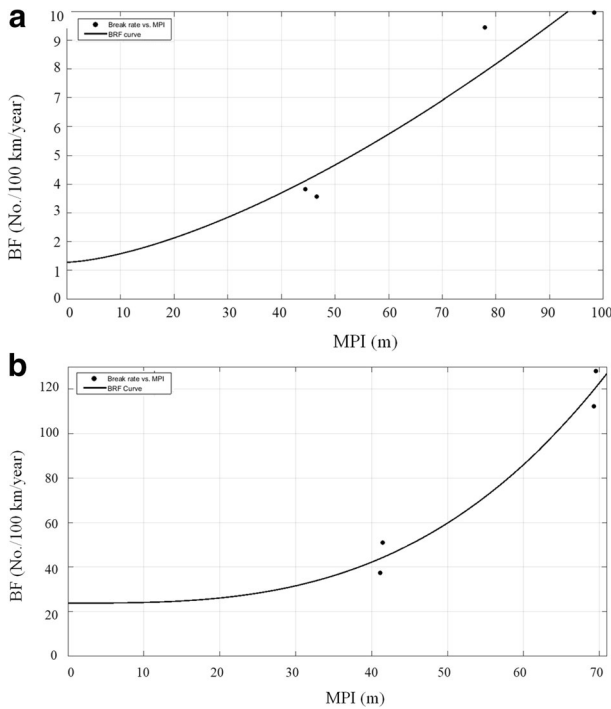 a
Break rate vs. MPI
BRF curve
10
9
8
7
6
5
4
3
2
1
0
BF (No./100 km/year)
0 10 20 30 40 50 60 70 80 90 100
MPI (m)
b
Break rate vs. MPI
BRF Curve
120
100
80
60
40
20
0
BF (No./100 km/year)
0 10 20 30 40 50 60 70
MPI (m)